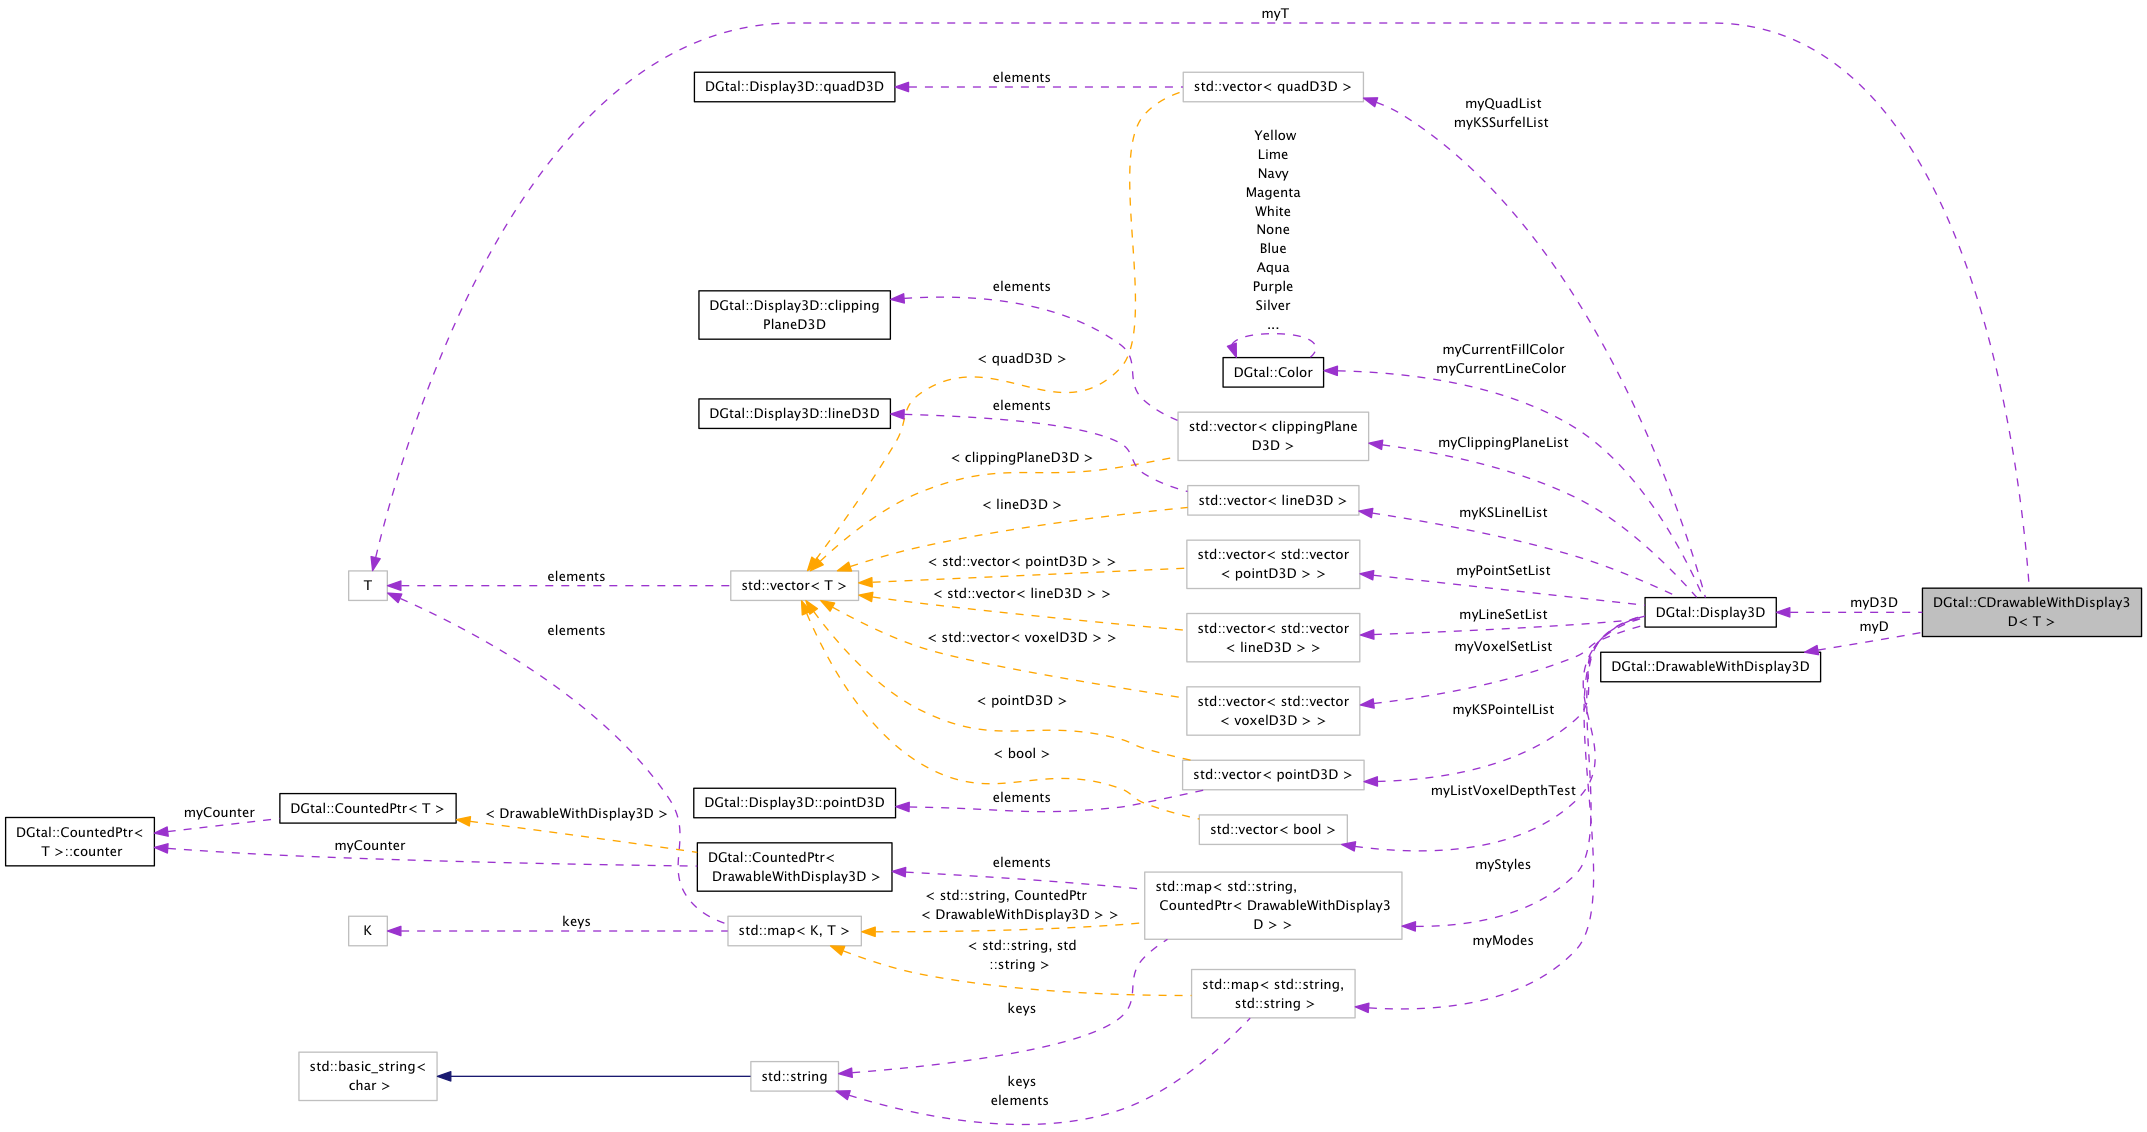 myT
DGtal::Display3D::quadD3D
elements
std::vector< quadD3D >
myQuadList
myKSSurfelList
Yellow
Lime
Navy
Magenta
White
None
Blue
Aqua
Purple
Silver
...
DGtal::Display3D::clipping
PlaneD3D
elements
< quadD3D >
DGtal::Color
myCurrentFillColor
myCurrentLineColor
DGtal::Display3D::lineD3D
elements
std::vector< clippingPlane
D3D >
myClippingPlaneList
< clippingPlaneD3D >
std::vector< lineD3D >
< lineD3D >
myKSLinelList
std::vector< std::vector
< pointD3D > >
< std::vector< pointD3D > >
myPointSetList
T
elements
std::vector< T >
< std::vector< lineD3D > >
std::vector< std::vector
< lineD3D > >
myLineSetList
DGtal::Display3D
myD3D
DGtal::CDrawableWithDisplay3
D< T >
myD
DGtal::DrawableWithDisplay3D
elements
< std::vector< voxelD3D > >
myVoxelSetList
std::vector< std::vector
< voxelD3D > >
< pointD3D >
myKSPointelList
< bool >
std::vector< pointD3D >
DGtal::Display3D::pointD3D
elements
myListVoxelDepthTest
std::vector< bool >
DGtal::CountedPtr<
T >::counter
myCounter
DGtal::CountedPtr< T >
< DrawableWithDisplay3D >
myCounter
DGtal::CountedPtr<
DrawableWithDisplay3D >
elements
myStyles
std::map< std::string,
CountedPtr< DrawableWithDisplay3
D > >
< std::string, CountedPtr
< DrawableWithDisplay3D > >
K
keys
std::map< K, T >
< std::string, std
::string >
myModes
std::map< std::string,
std::string >
keys
std::basic_string<
char >
std::string
keys
elements